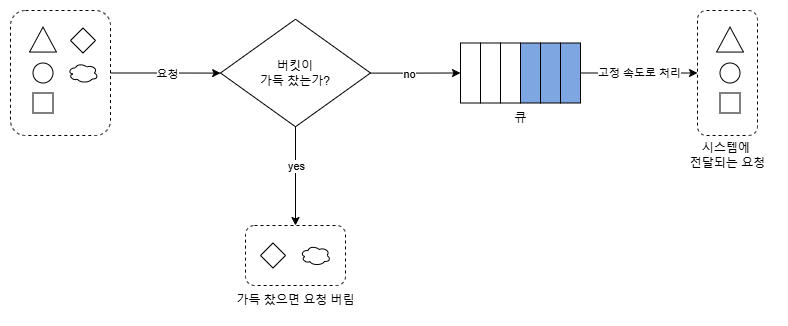 요청
버킷이
가득 찼는가?
no
큐
고정 속도로 처리
시스템에
전달되는 요청
yes
가득 찼으면 요청 버림